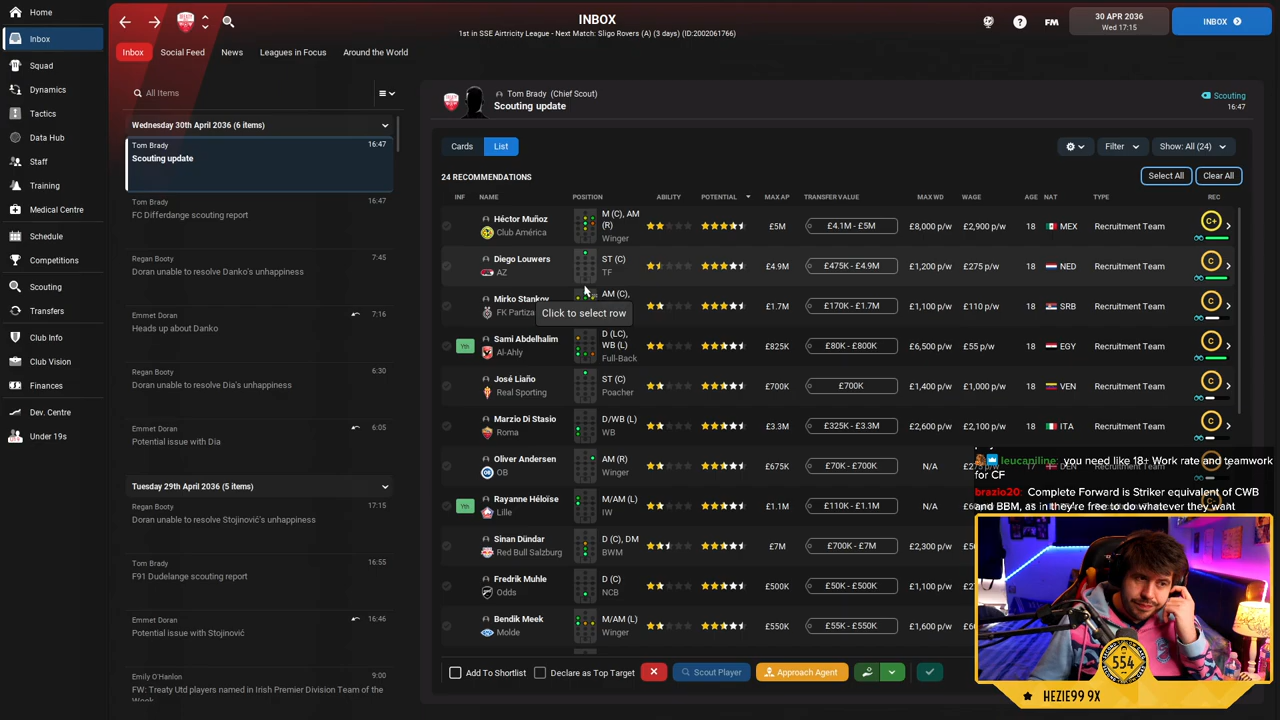 Home
Inbox
Squad
Dynamics
Tactics
Data Hub
Staff
Training
Medical Centre
Schedule
Competitions
Scouting
Transfers
Club Info
Club Vision
Finances
Dev. Centre
Under 19s
INBOX
1st in SSE Airtricity League - Next Match: Sligo Rovers (A) (3 days) (ID:2002061766)
FM
30 APR 2036
Wed 17:15
INBOX
Inbox
Social Feed
News
Leagues in Focus
Around the World
All Items
Wednesday 30th April 2036 (6 items)
Tom Brady 16:47
Scouting update
Tom Brady 16:47
FC Differdange scouting report
Regan Booty 7:45
Doran unable to resolve Danko's unhappiness
Emmet Doran 7:16
Heads up about Danko
Regan Booty 6:30
Doran unable to resolve Dia's unhappiness
Emmet Doran 6:05
Potential issue with Dia
Tuesday 29th April 2036 (5 items)
Regan Booty 17:15
Doran unable to resolve Stojinović's unhappiness
Tom Brady 16:55
F91 Dudelange scouting report
Emmet Doran 16:46
Potential issue with Stojinović
Emily O'Hanlon 9:00
FW: Treaty Utd players named in Irish Premier Division Team of the
Week
Tom Brady (Chief Scout)
Scouting update
Scouting
16:47
Cards
List
Filter
Show: All (24)
24 RECOMMENDATIONS
Select All
Clear All
INF NAME POSITION ABILITY POTENTIAL MAX AP TRANSFER VALUE MAX WD WAGE AGE NAT TYPE REC
Héctor Muñoz
Club América
M (C), AM
(R)
Winger
£5M £4.1M - £5M £8,000 p/w £2,900 p/w 18 MEX Recruitment Team C+
Diego Louwers
AZ
ST (C)
TF
£4.9M £475K - £4.9M £1,200 p/w £275 p/w 18 NED Recruitment Team C
Mirko Stankov
FK Partiza
AM (C),
Click to select row
£1.7M £170K - £1.7M £1,100 p/w £110 p/w 18 SRB Recruitment Team C
Yth
Sami Abdelhalim
Al-Ahly
D (LC),
WB (L)
Full-Back
£825K £80K - £800K £6,500 p/w £55 p/w 18 EGY Recruitment Team C
José Liaño
Real Sporting
ST (C)
Poacher
£700K £700K £1,400 p/w £1,000 p/w 18 VEN Recruitment Team C
Marzio Di Stasio
Roma
D/WB (L)
WB
£3.3M £325K - £3.3M £2,600 p/w £2,100 p/w 18 ITA Recruitment Team C
Oliver Andersen
OB
AM (R)
Winger
£675K £70K - £700K N/A
Yth
Rayanne Héloïse
Lille
M/AM (L)
IW
£1.1M £110K - £1.1M N/A
Sinan Dündar
Red Bull Salzburg
D (C), DM
BWM
£7M £700K - £7M £2,300 p/w
Fredrik Muhle
Odds
D (C)
NCB
£500K £50K - £500K £1,100 p/w
Bendik Meek
Molde
M/AM (L)
Winger
£550K £55K - £550K £1,600 p/w
Add To Shortlist
Declare as Top Target
Scout Player
Approach Agent
leucaniline: you need like 18+ Work rate and teamwork
for CF
brazio20: Complete Forward is Striker equivalent of CWB
and BBM, as in they're free to do whatever they want
554
HEZIE99 9X